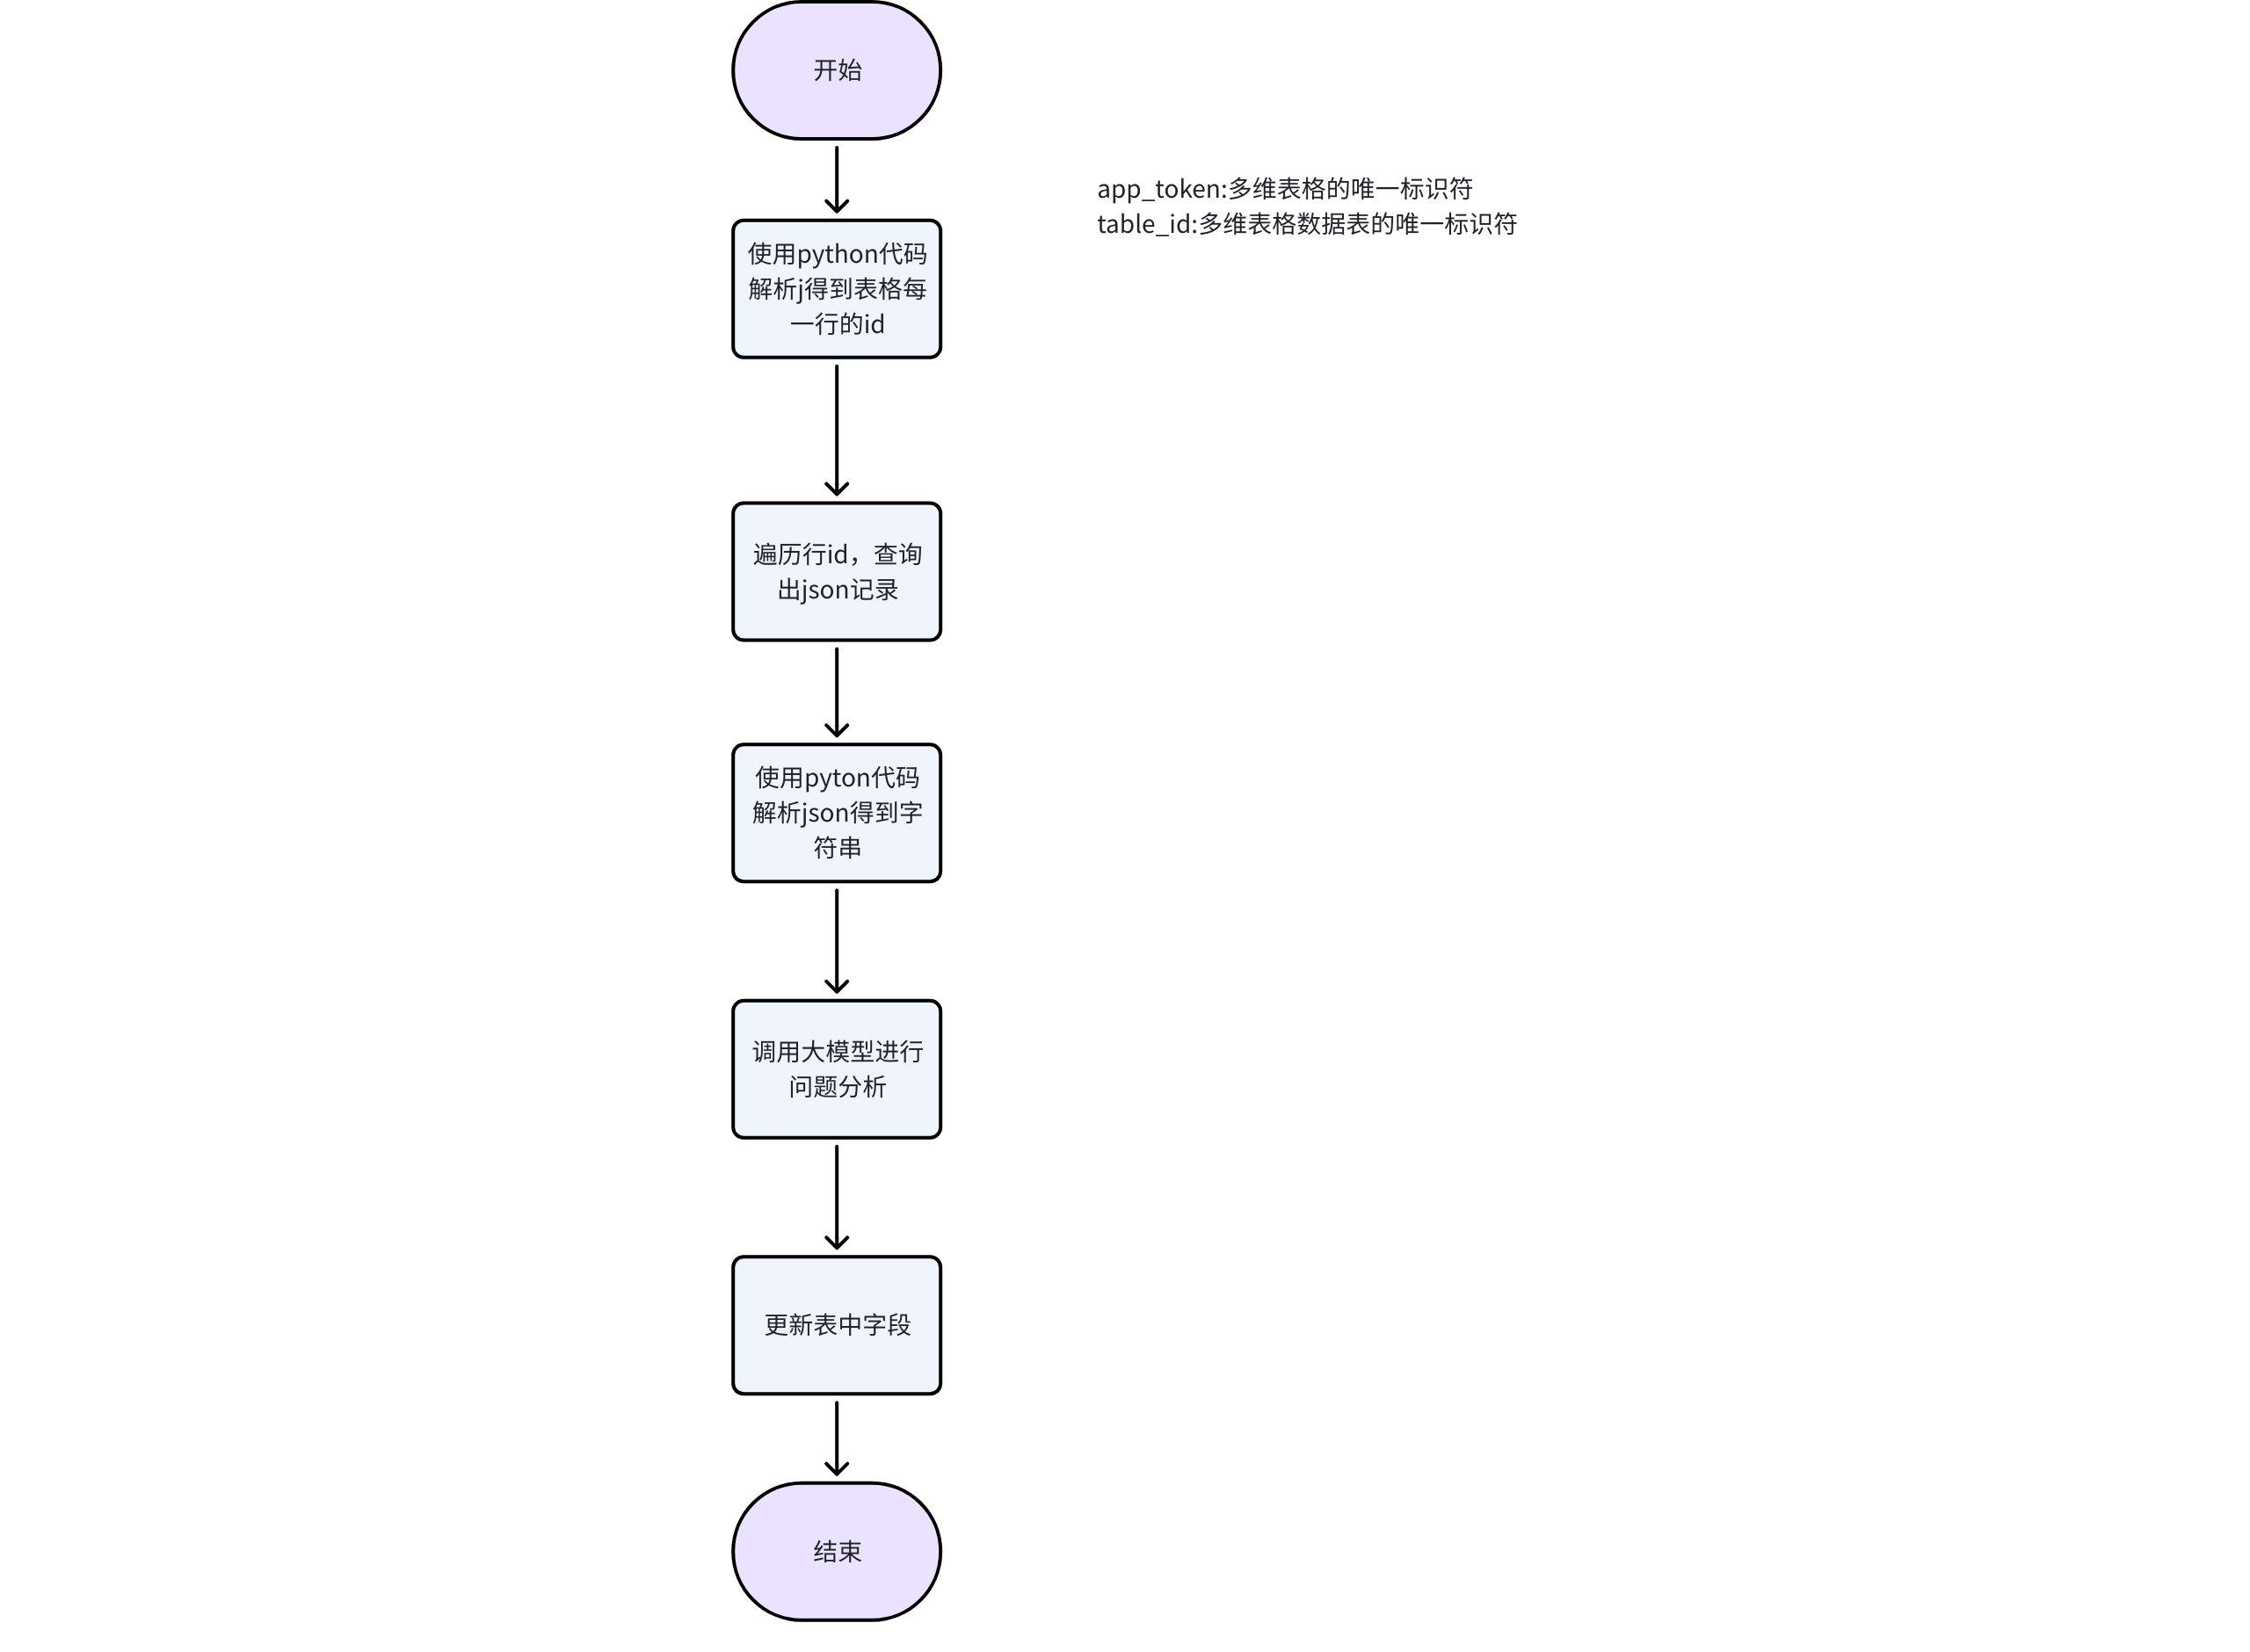 开始
app_token:多维表格的唯一标识符
table_id:多维表格数据表的唯一标识符
使用python代码
解析j得到表格每
一行的id
遍历行id，查询
出json记录
使用pyton代码
解析json得到字
符串
调用大模型进行
问题分析
更新表中字段
结束